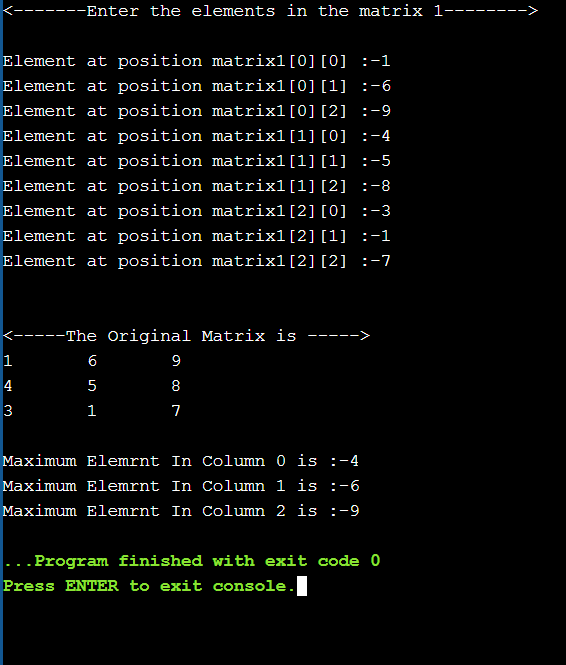 <-------Enter the elements in the matrix 1-------->
Element at position matrix1[0][0] :-1
Element at position matrix1[0][1] :-6
Element at position matrix1[0][2] :-9
Element at position matrix1[1][0] :-4
Element at position matrix1[1][1] :-5
Element at position matrix1[1][2] :-8
Element at position matrix1[2][0] :-3
Element at position matrix1[2][1] :-1
Element at position matrix1[2][2] :-7
<-----The Original Matrix is ----->
1 6 9
4 5 8
3 1 7
Maximum Elemrnt In Column 0 is :-4
Maximum Elemrnt In Column 1 is :-6
Maximum Elemrnt In Column 2 is :-9
...Program finished with exit code 0
Press ENTER to exit console.